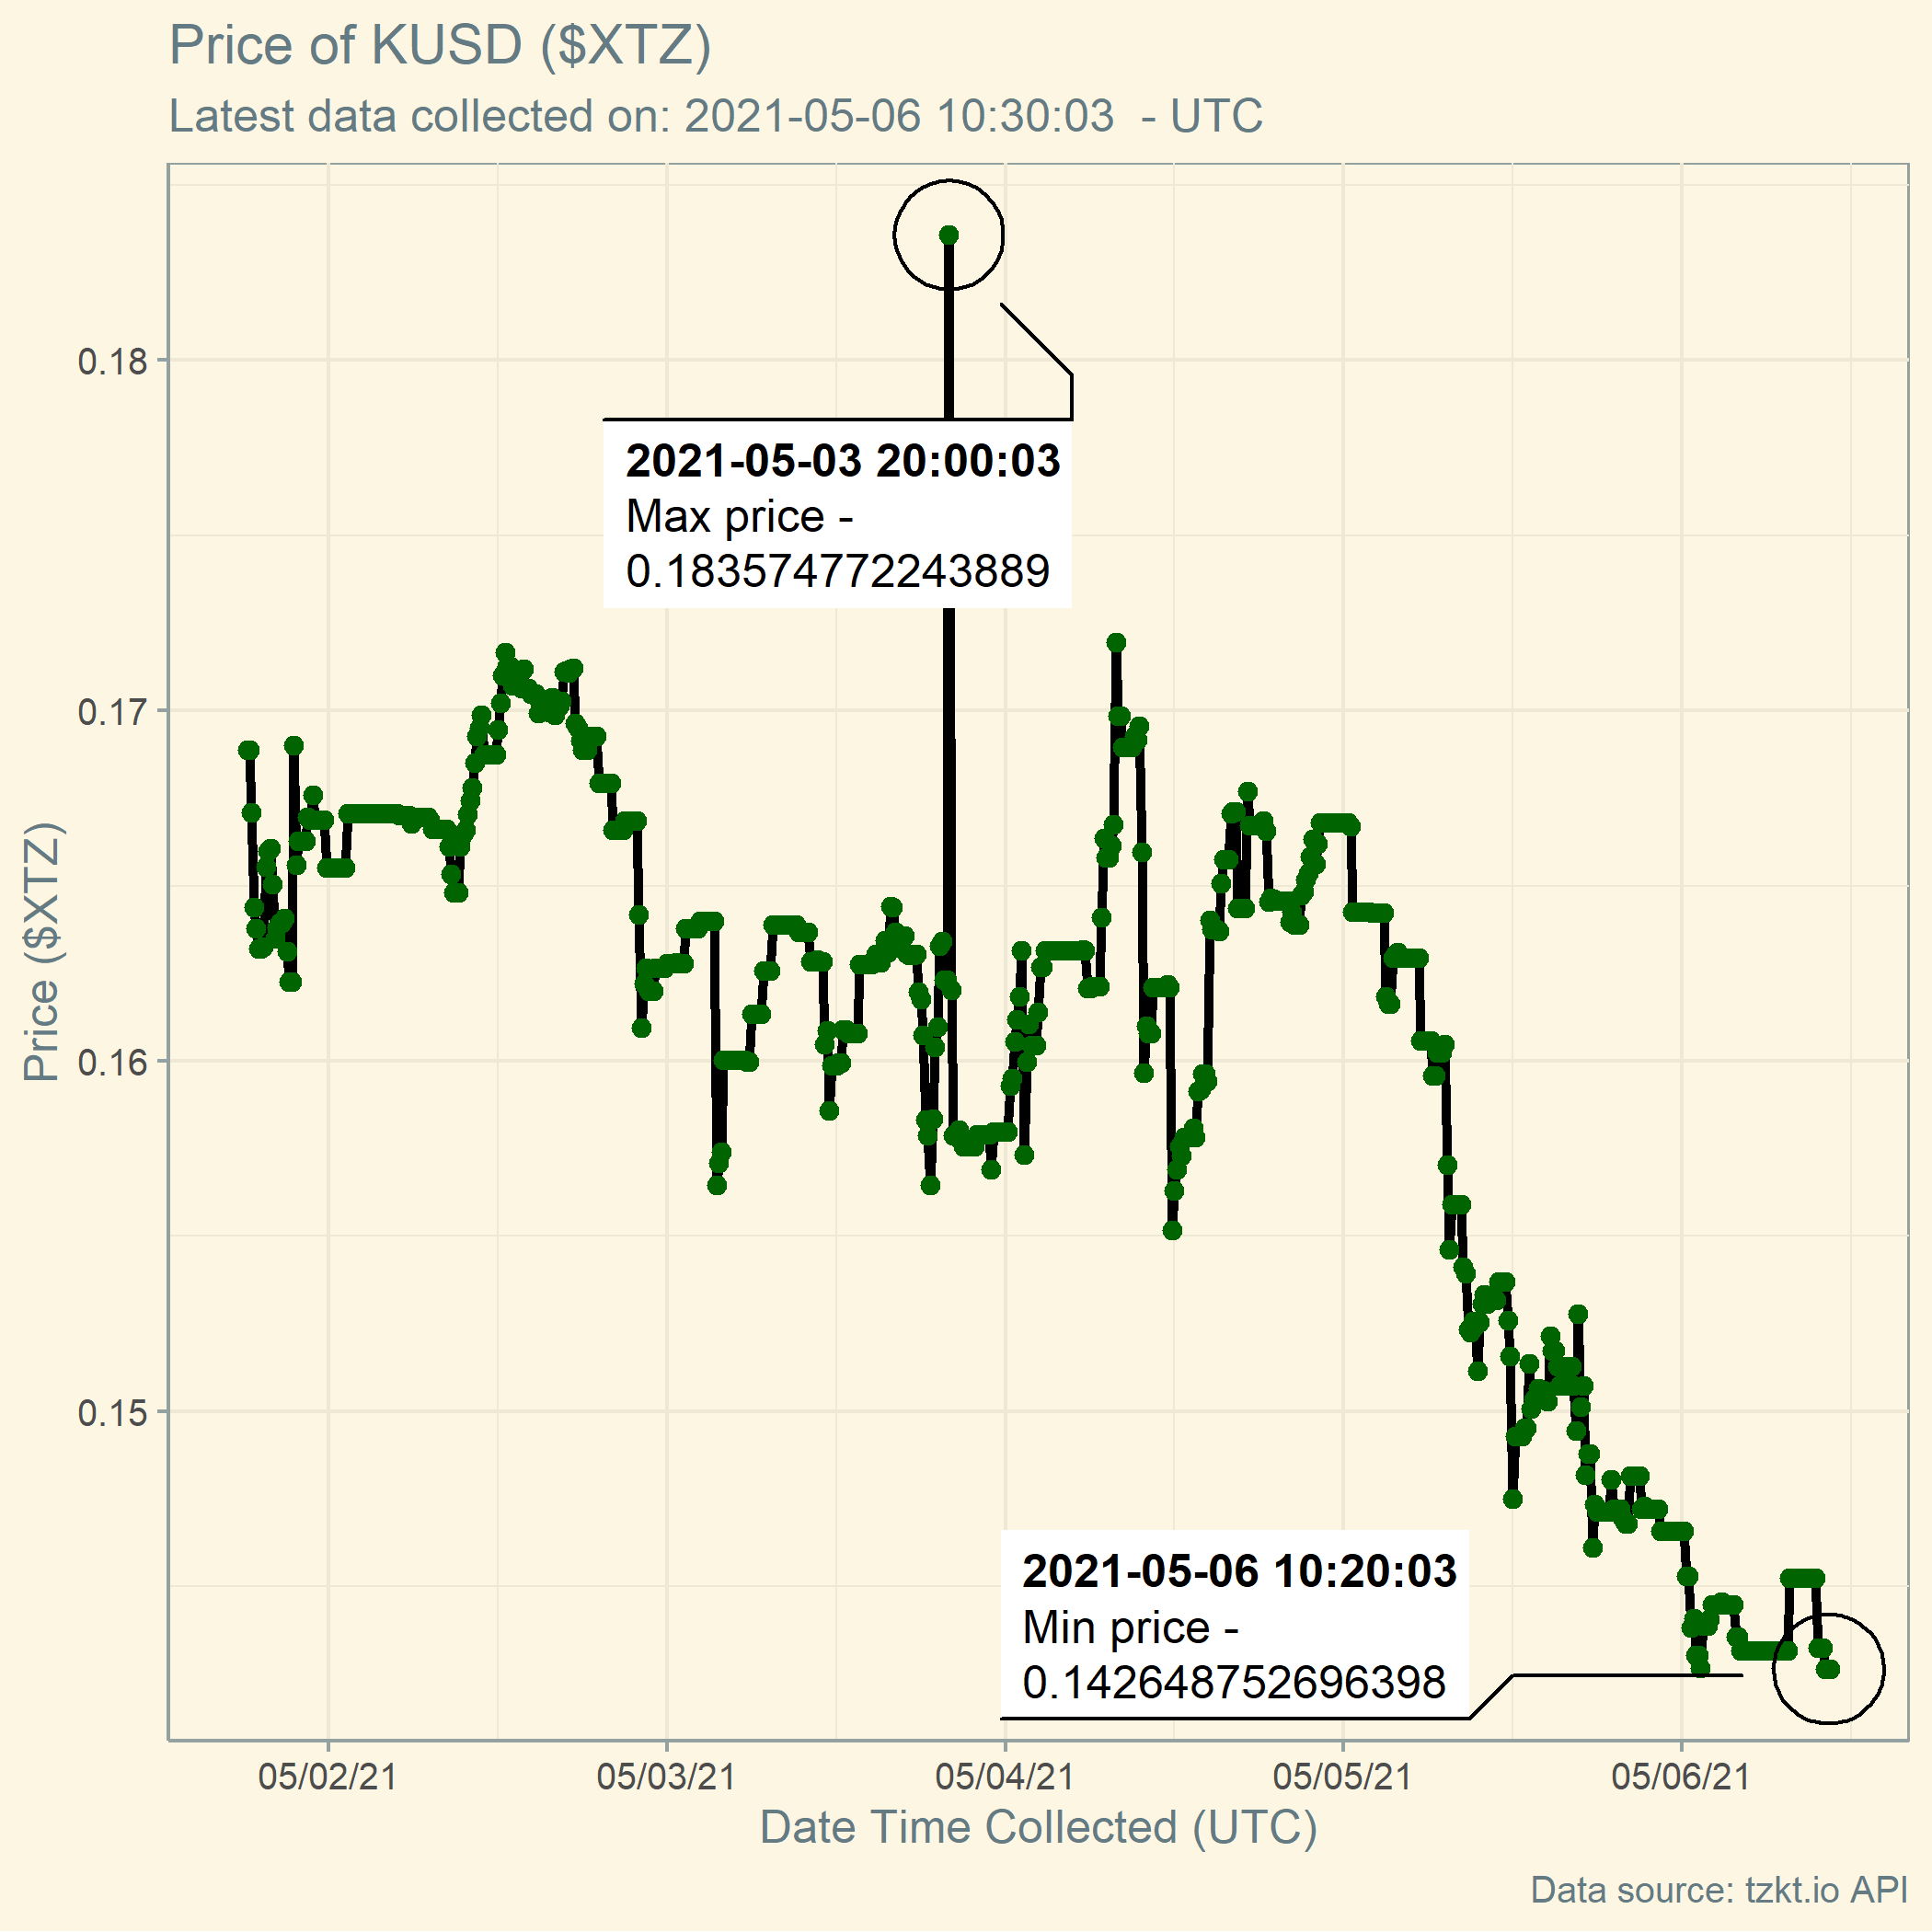 Price of KUSD ($XTZ)
Latest data collected on: 2021-05-06 10:30:03  - UTC
0.18
2021-05-03 20:00:03
Max price -
0.183574772243889
0.17
Price ($XTZ)
0.16
0.15
2021-05-06 10:20:03
Min price -
0.142648752696398
05/02/21
05/03/21
05/04/21
05/05/21
05/06/21
Date Time Collected (UTC)
Data source: tzkt.io API